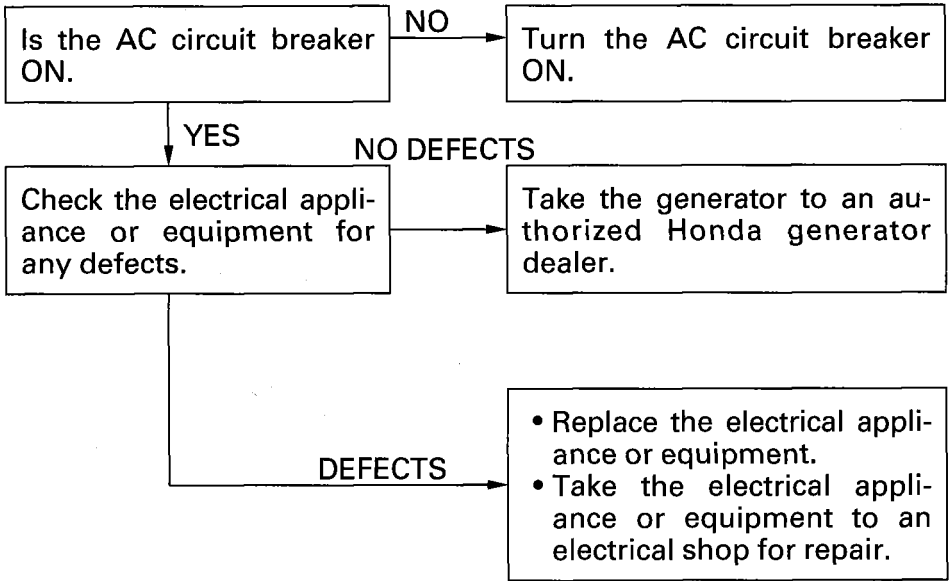 Is the AC circuit breaker
ON.
NO
Turn the AC circuit breaker
ON.
YES
NO DEFECTS
Check the electrical appli-
ance or equipment for
any defects.
Take the generator to an au-
thorized Honda generator
dealer.
DEFECTS
• Replace the electrical appli-
ance or equipment.
• Take the electrical appli-
ance or equipment to an
electrical shop for repair.